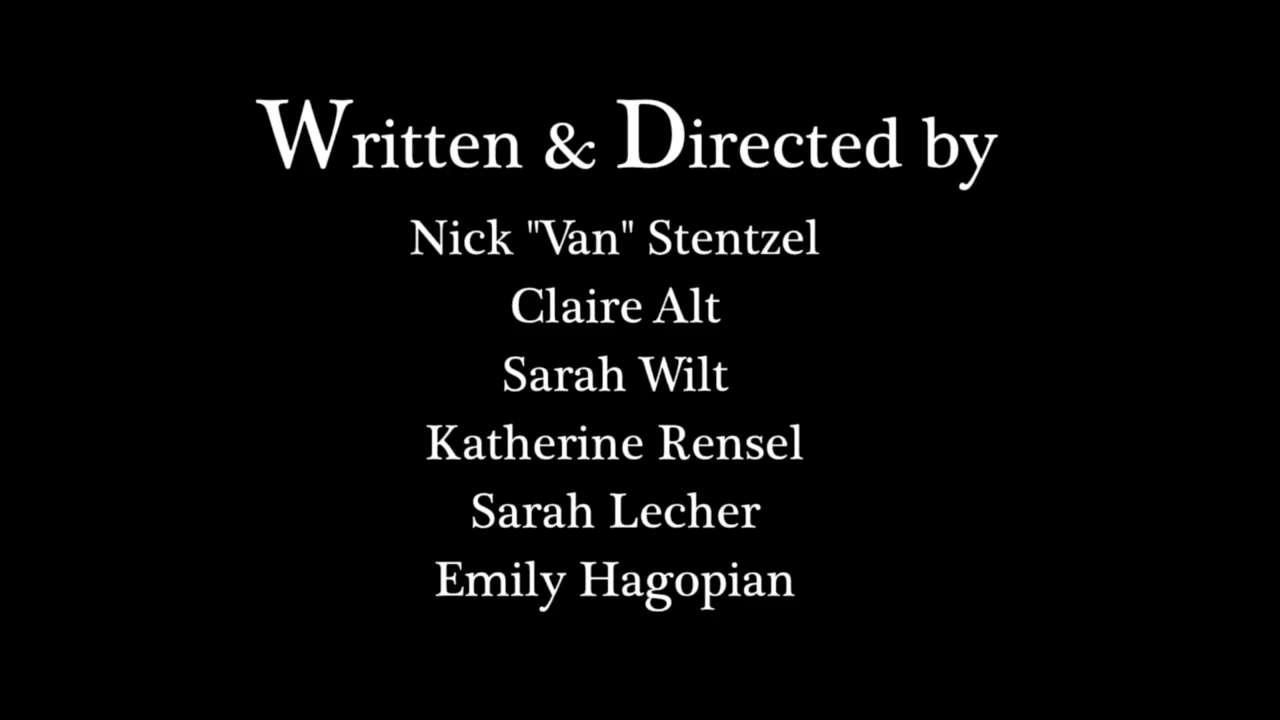 Written & Directed by
Nick "Van" Stentzel
Claire Alt
Sarah Wilt
Katherine Rensel
Sarah Lecher
Emily Hagopian